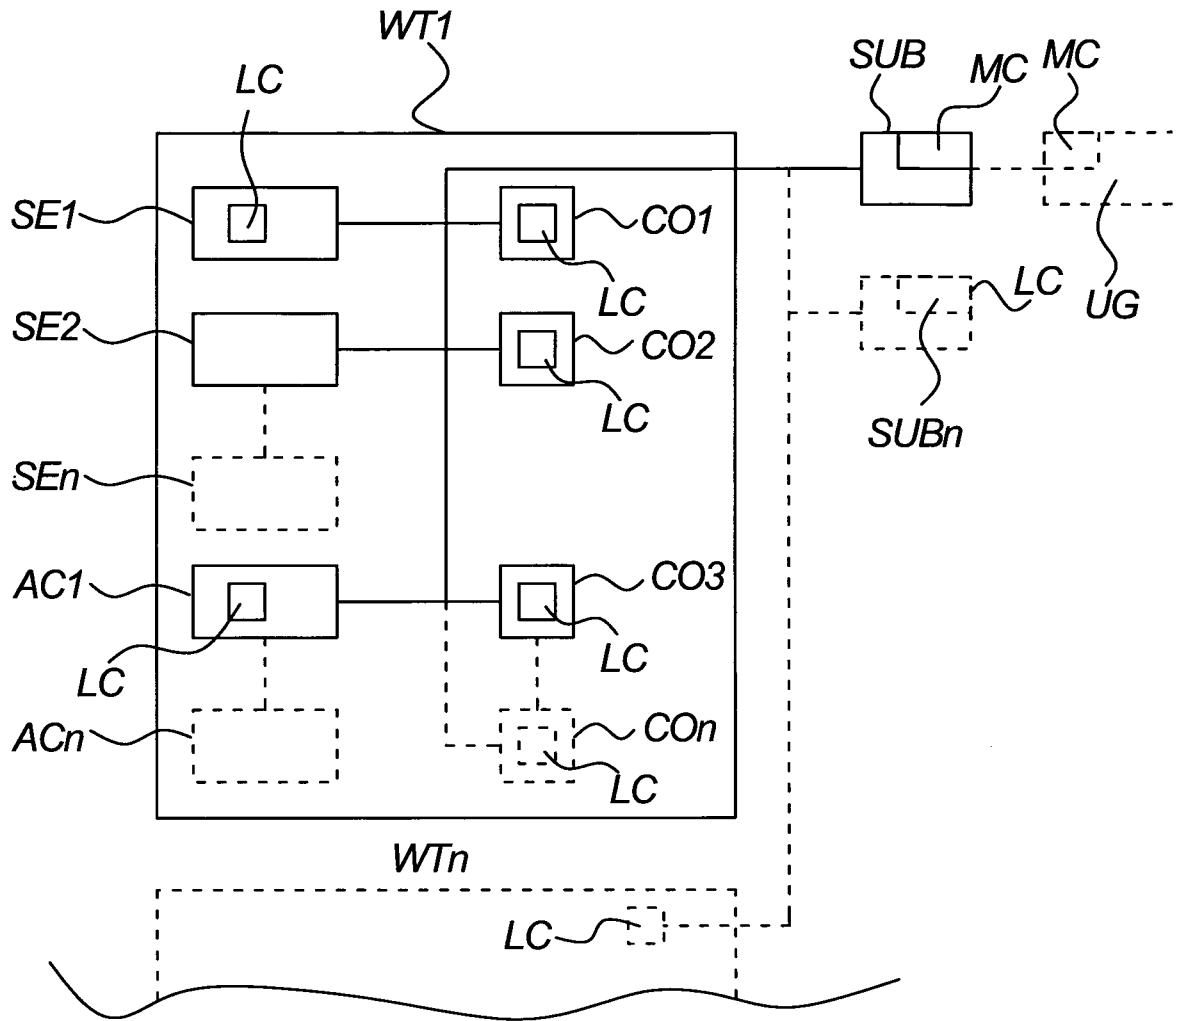 WT1
SUB
MC
MC
LC
SE1
CO1
LC
LC
UG
SE2
CO2
LC
SUBn
SEn
AC1
CO3
LC
LC
ACn
COn
LC
WTn
LC